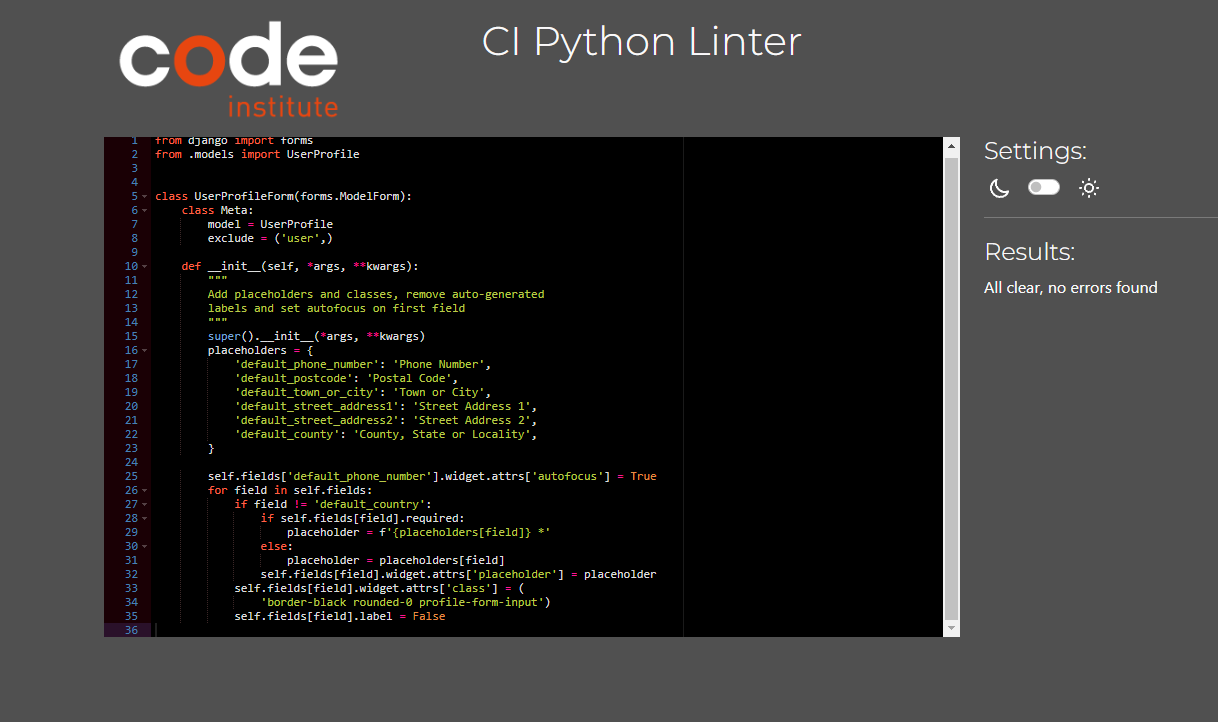 code
institute
CI Python Linter
1 from django import forms
2 from .models import UserProfile
3
4
5 class UserProfileForm(forms.ModelForm):
6     class Meta:
7         model = UserProfile
8         exclude = ('user',)
9
10     def __init__(self, *args, **kwargs):
11         """
12         Add placeholders and classes, remove auto-generated
13         labels and set autofocus on first field
14         """
15         super().__init__(*args, **kwargs)
16         placeholders = {
17             'default_phone_number': 'Phone Number',
18             'default_postcode': 'Postal Code',
19             'default_town_or_city': 'Town or City',
20             'default_street_address1': 'Street Address 1',
21             'default_street_address2': 'Street Address 2',
22             'default_county': 'County, State or Locality',
23         }
24
25         self.fields['default_phone_number'].widget.attrs['autofocus'] = True
26         for field in self.fields:
27             if field != 'default_country':
28                 if self.fields[field].required:
29                     placeholder = f'{placeholders[field]} *'
30                 else:
31                     placeholder = placeholders[field]
32                 self.fields[field].widget.attrs['placeholder'] = placeholder
33             self.fields[field].widget.attrs['class'] = (
34                 'border-black rounded-0 profile-form-input')
35             self.fields[field].label = False
36
Settings:
Results:
All clear, no errors found